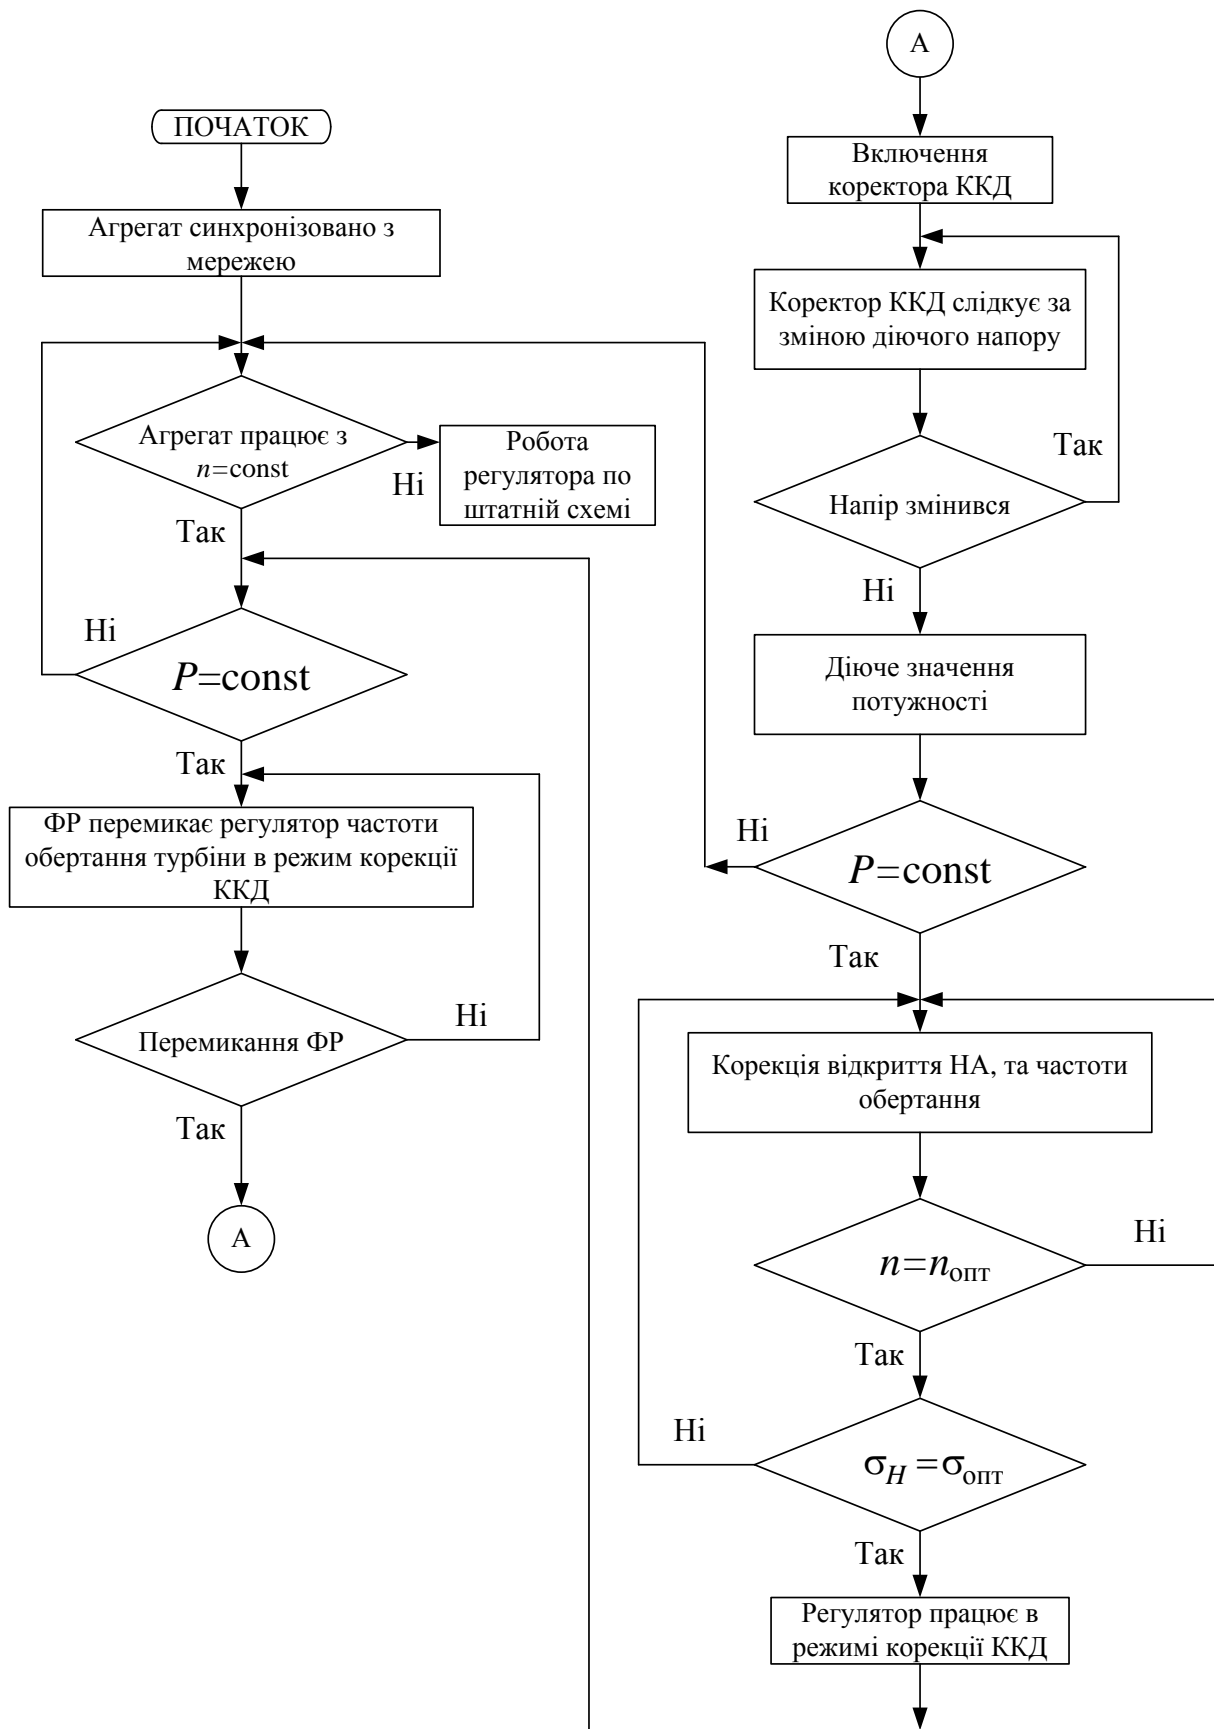 ПОЧАТОК
Агрегат синхронізовано з
мережею
Агрегат працює з
n=const
Ні
Робота
регулятора по
штатній схемі
Так
Ні
P=const
Так
ФР перемикає регулятор частоти
обертання турбіни в режим корекції
ККД
Перемикання ФР
Ні
Так
А
А
Включення
коректора ККД
Коректор ККД слідкує за
зміною діючого напору
Так
Напір змінився
Ні
Діюче значення
потужності
Ні
P=const
Так
Корекція відкриття НА, та частоти
обертання
n=nопт
Ні
Так
Ні
σH=σопт
Так
Регулятор працює в
режимі корекції ККД